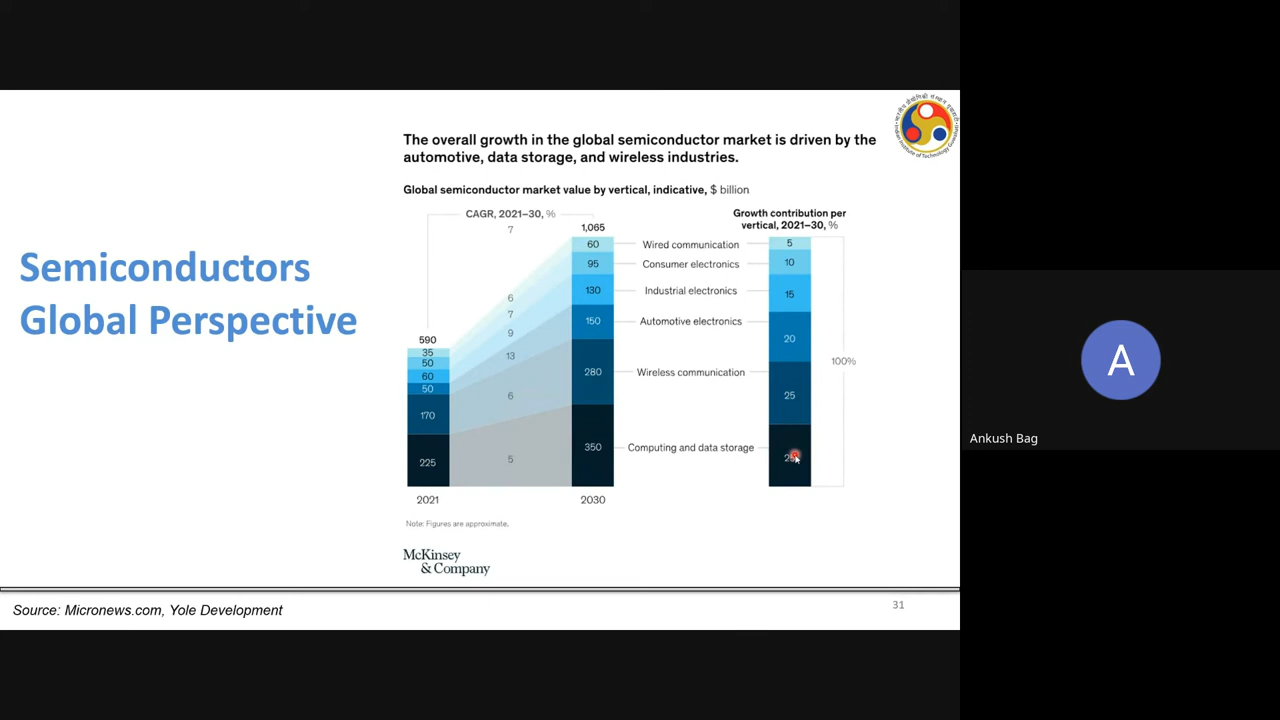 The overall growth in the global semiconductor market is driven by the
automotive, data storage, and wireless industries.
Global semiconductor market value by vertical, indicative, $ billion
Semiconductors
Global Perspective
CAGR, 2021–30, %
7
6
7
9
13
6
5
590
35
50
60
50
170
225
2021
1,065
60
95
130
150
280
350
2030
Wired communication
Consumer electronics
Industrial electronics
Automotive electronics
Wireless communication
Computing and data storage
Growth contribution per
vertical, 2021–30, %
5
10
15
20
25
100%
Note: Figures are approximate.
McKinsey
& Company
Source: Micronews.com, Yole Development
31
A
Ankush Bag